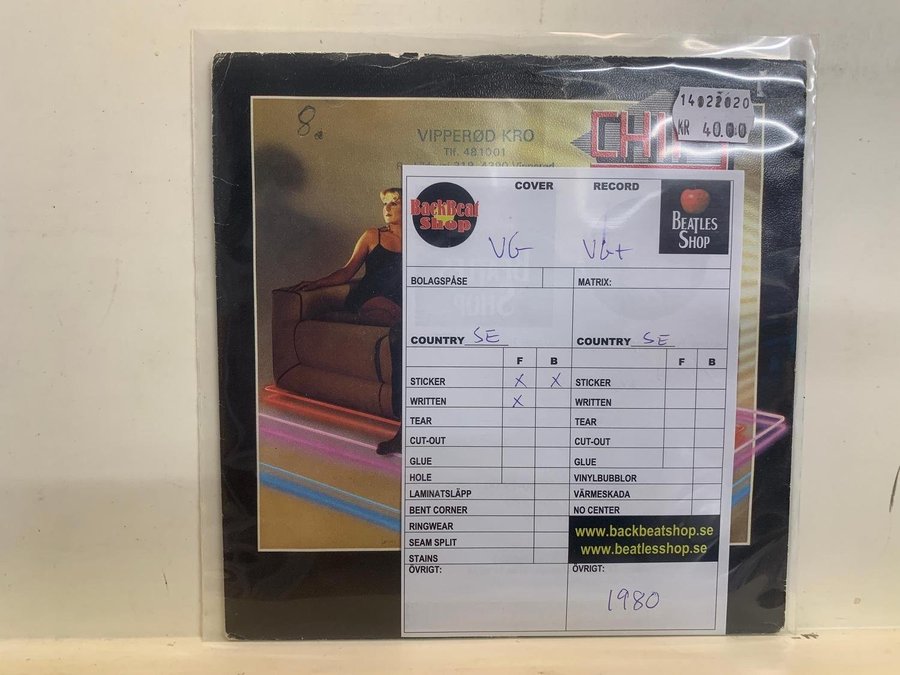 8.
VIPPERØD KRO
Tlf. 481001
4390 Vipperød
14022020
KR 40.00
COVER RECORD
BackBeat
Shop
BEATLES
SHOP
VG VG+
BOLAGSPÅSE MATRIX:
COUNTRY SE COUNTRY SE
F B F B
STICKER X X STICKER
WRITTEN X WRITTEN
TEAR TEAR
CUT-OUT CUT-OUT
GLUE GLUE
HOLE VINYLBUBBLOR
LAMINATSLÄPP VÄRMESKADA
BENT CORNER NO CENTER
RINGWEAR
SEAM SPLIT
STAINS
www.backbeatshop.se
www.beatlesshop.se
ÖVRIGT: ÖVRIGT:
1980